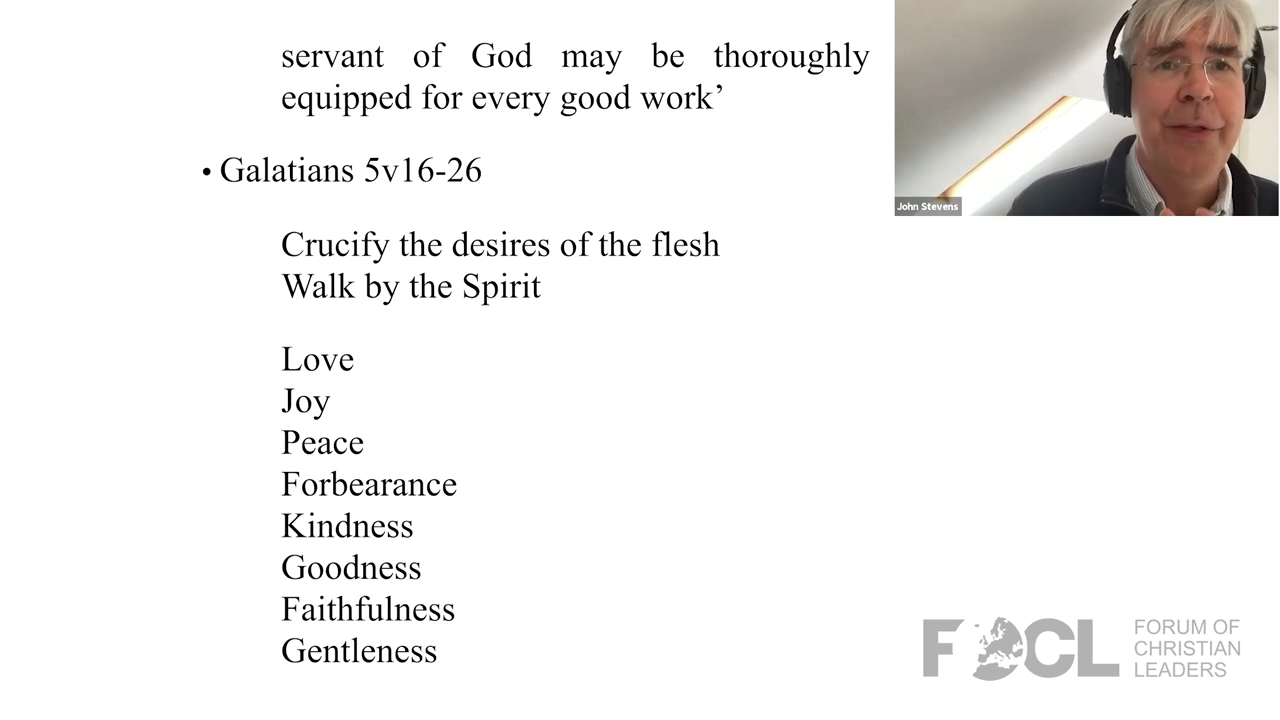 servant of God may be thoroughly
equipped for every good work’
• Galatians 5v16-26
Crucify the desires of the flesh
Walk by the Spirit
Love
Joy
Peace
Forbearance
Kindness
Goodness
Faithfulness
Gentleness
John Stevens
FOCL
FORUM OF
CHRISTIAN
LEADERS